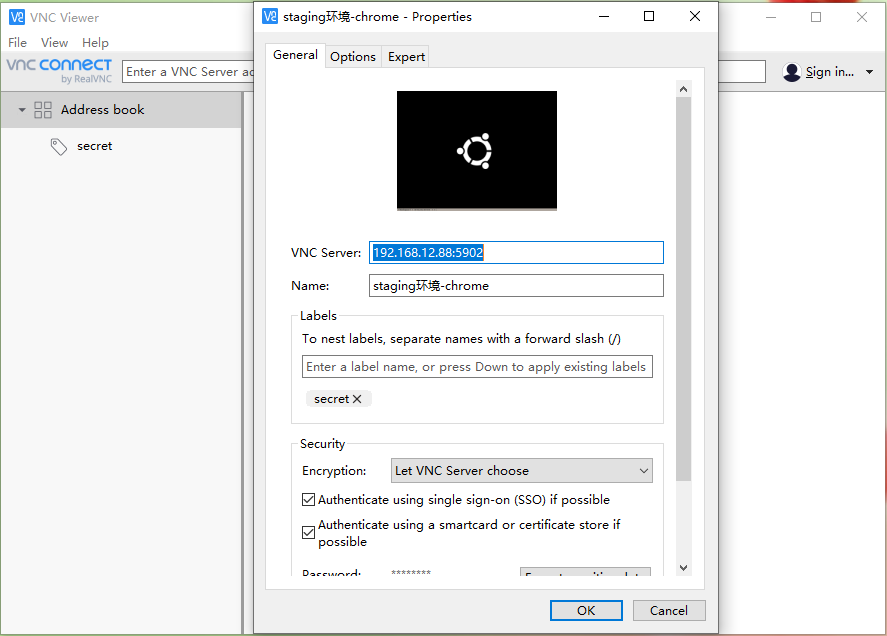 VNC Viewer
File View Help
vnc connect
by RealVNC
Enter a VNC Server ad
Sign in...
Address book
secret
staging环境-chrome - Properties
General Options Expert
VNC Server: 192.168.12.88:5902
Name: staging环境-chrome
Labels
To nest labels, separate names with a forward slash (/)
Enter a label name, or press Down to apply existing labels
secret
Security
Encryption: Let VNC Server choose
Authenticate using single sign-on (SSO) if possible
Authenticate using a smartcard or certificate store if
possible
Password: ********
OK Cancel